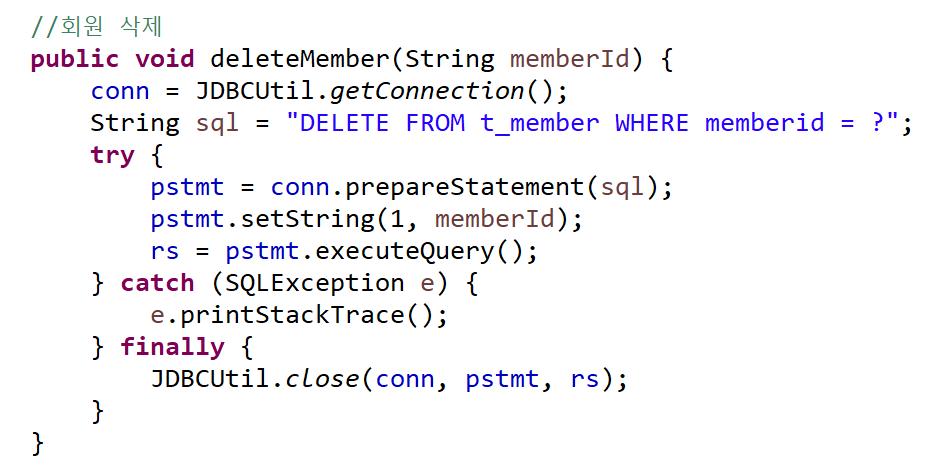 //회원 삭제
public void deleteMember(String memberId) {
    conn = JDBCUtil.getConnection();
    String sql = "DELETE FROM t_member WHERE memberid = ?";
    try {
        pstmt = conn.prepareStatement(sql);
        pstmt.setString(1, memberId);
        rs = pstmt.executeQuery();
    } catch (SQLException e) {
        e.printStackTrace();
    } finally {
        JDBCUtil.close(conn, pstmt, rs);
    }
}